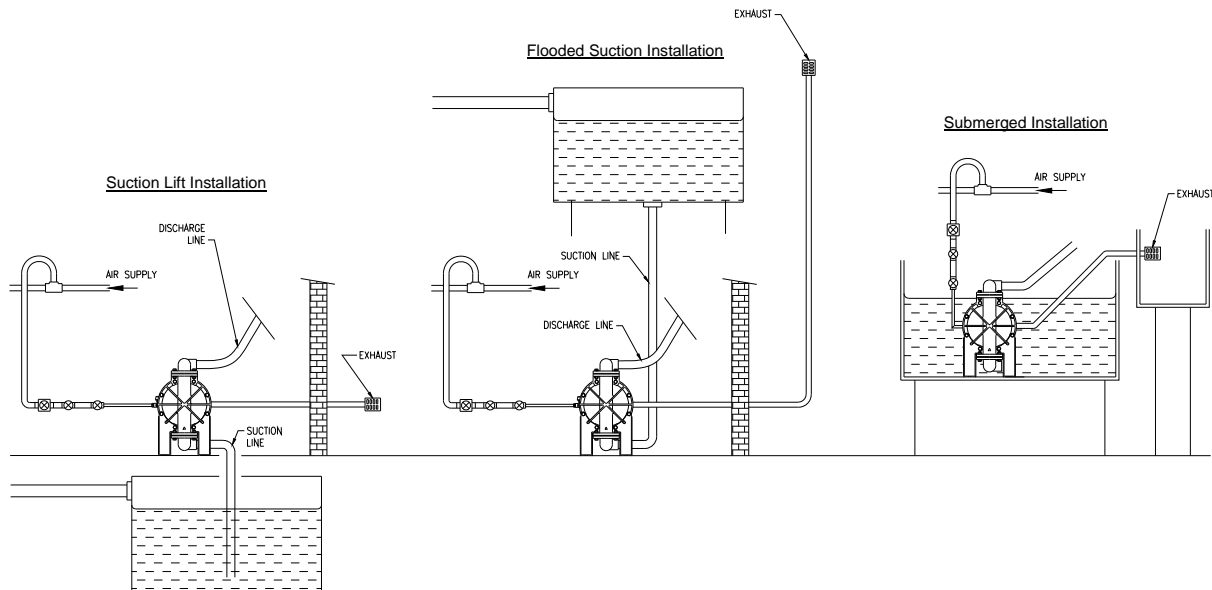 Suction Lift Installation
DISCHARGE
LINE
AIR SUPPLY
EXHAUST
SUCTION
LINE
Flooded Suction Installation
EXHAUST
SUCTION LINE
AIR SUPPLY
DISCHARGE LINE
Submerged Installation
AIR SUPPLY
EXHAUST